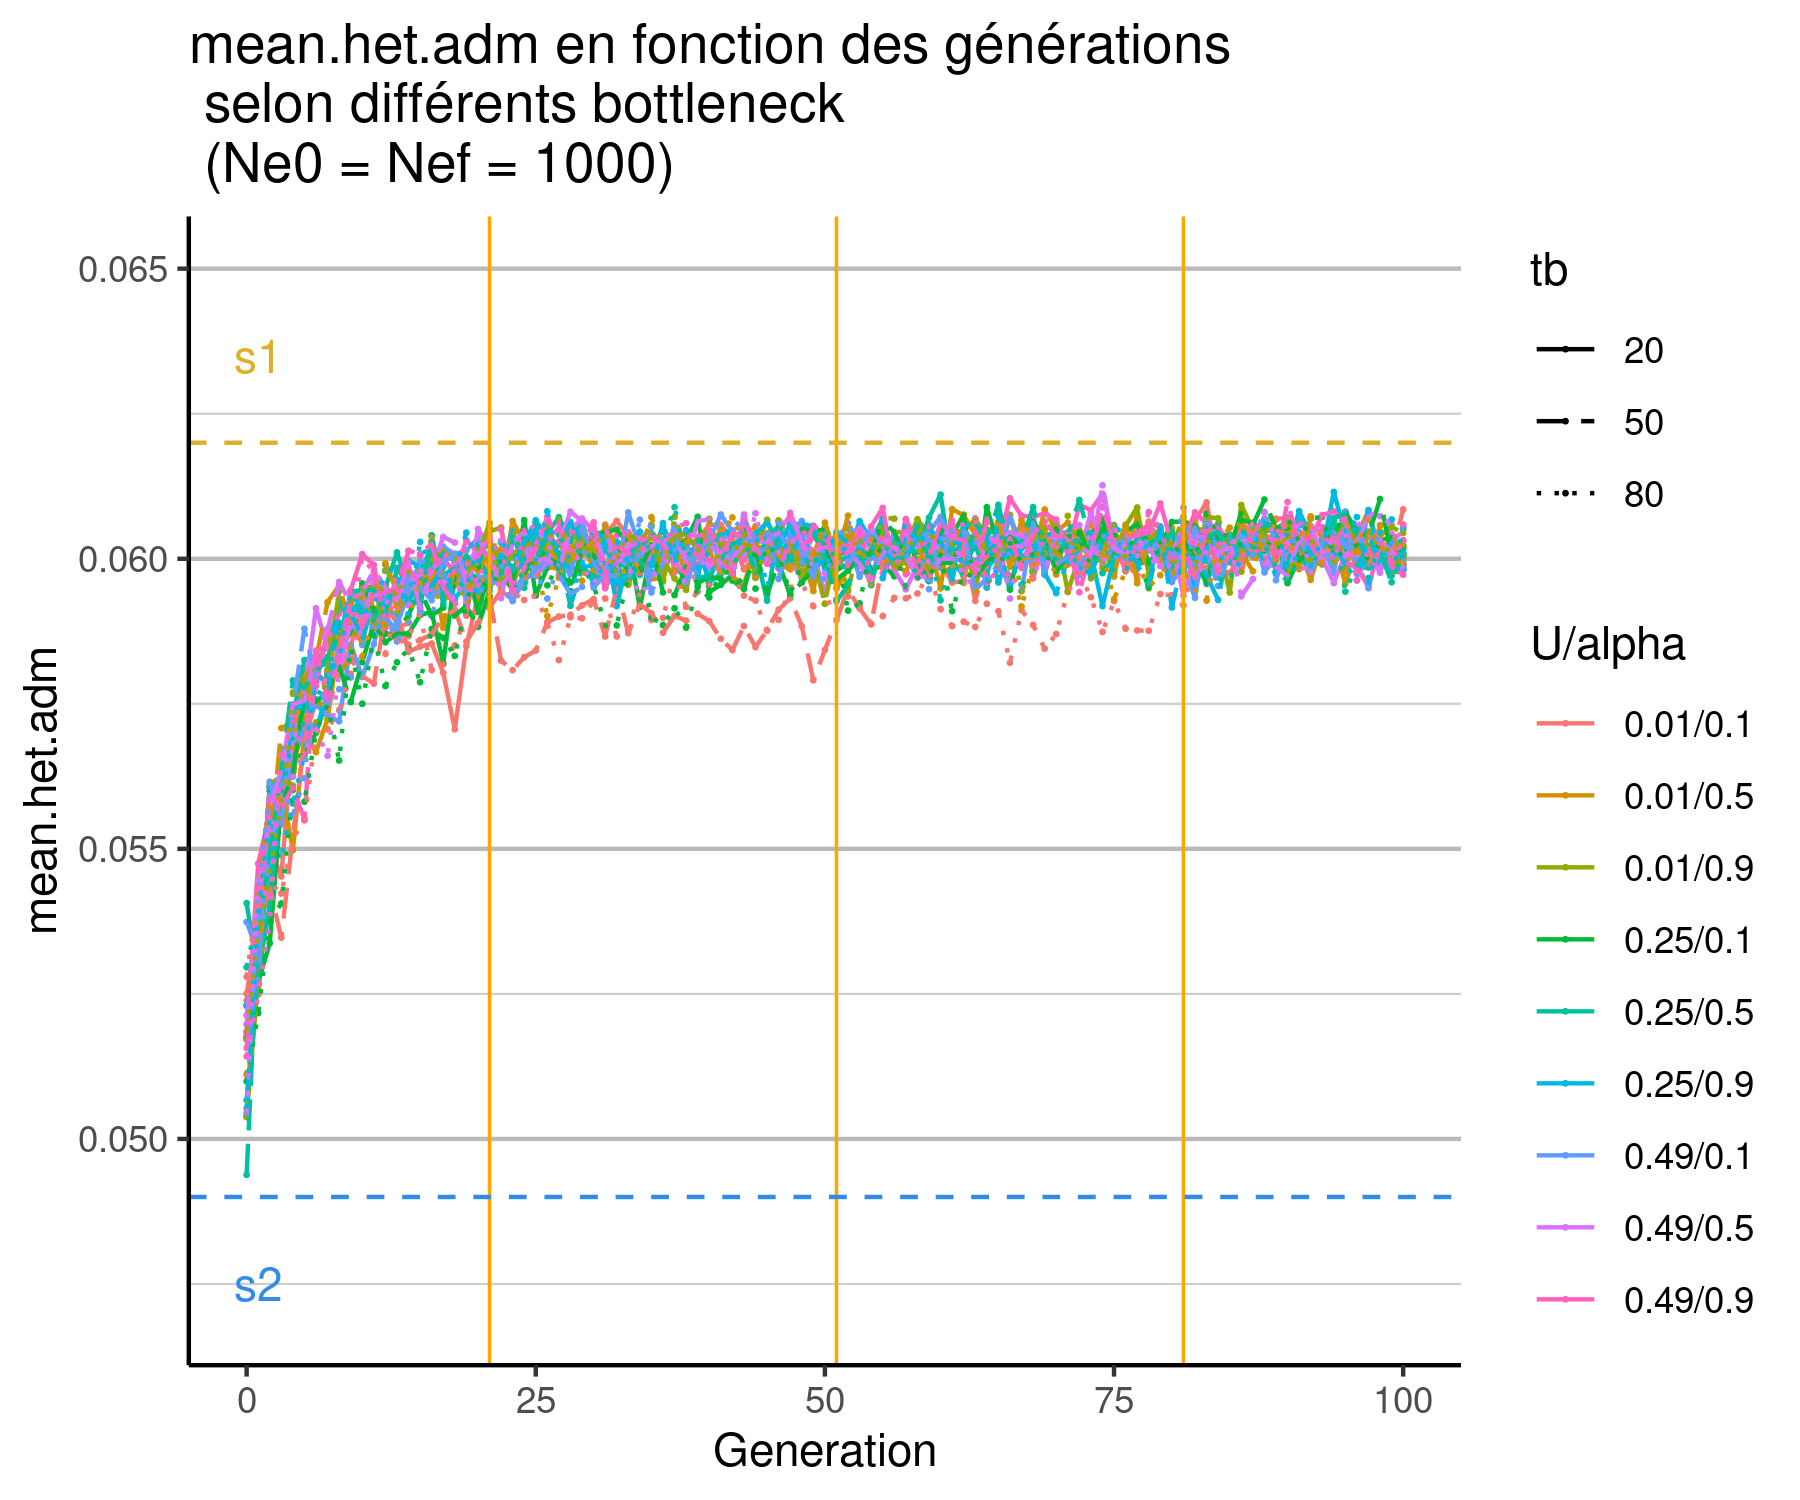 mean.het.adm en fonction des générations
selon différents bottleneck
(Ne0 = Nef = 1000)
mean.het.adm
0.065
0.060
0.055
0.050
s1
s2
0
25
50
75
100
Generation
tb
20
50
80
U/alpha
0.01/0.1
0.01/0.5
0.01/0.9
0.25/0.1
0.25/0.5
0.25/0.9
0.49/0.1
0.49/0.5
0.49/0.9